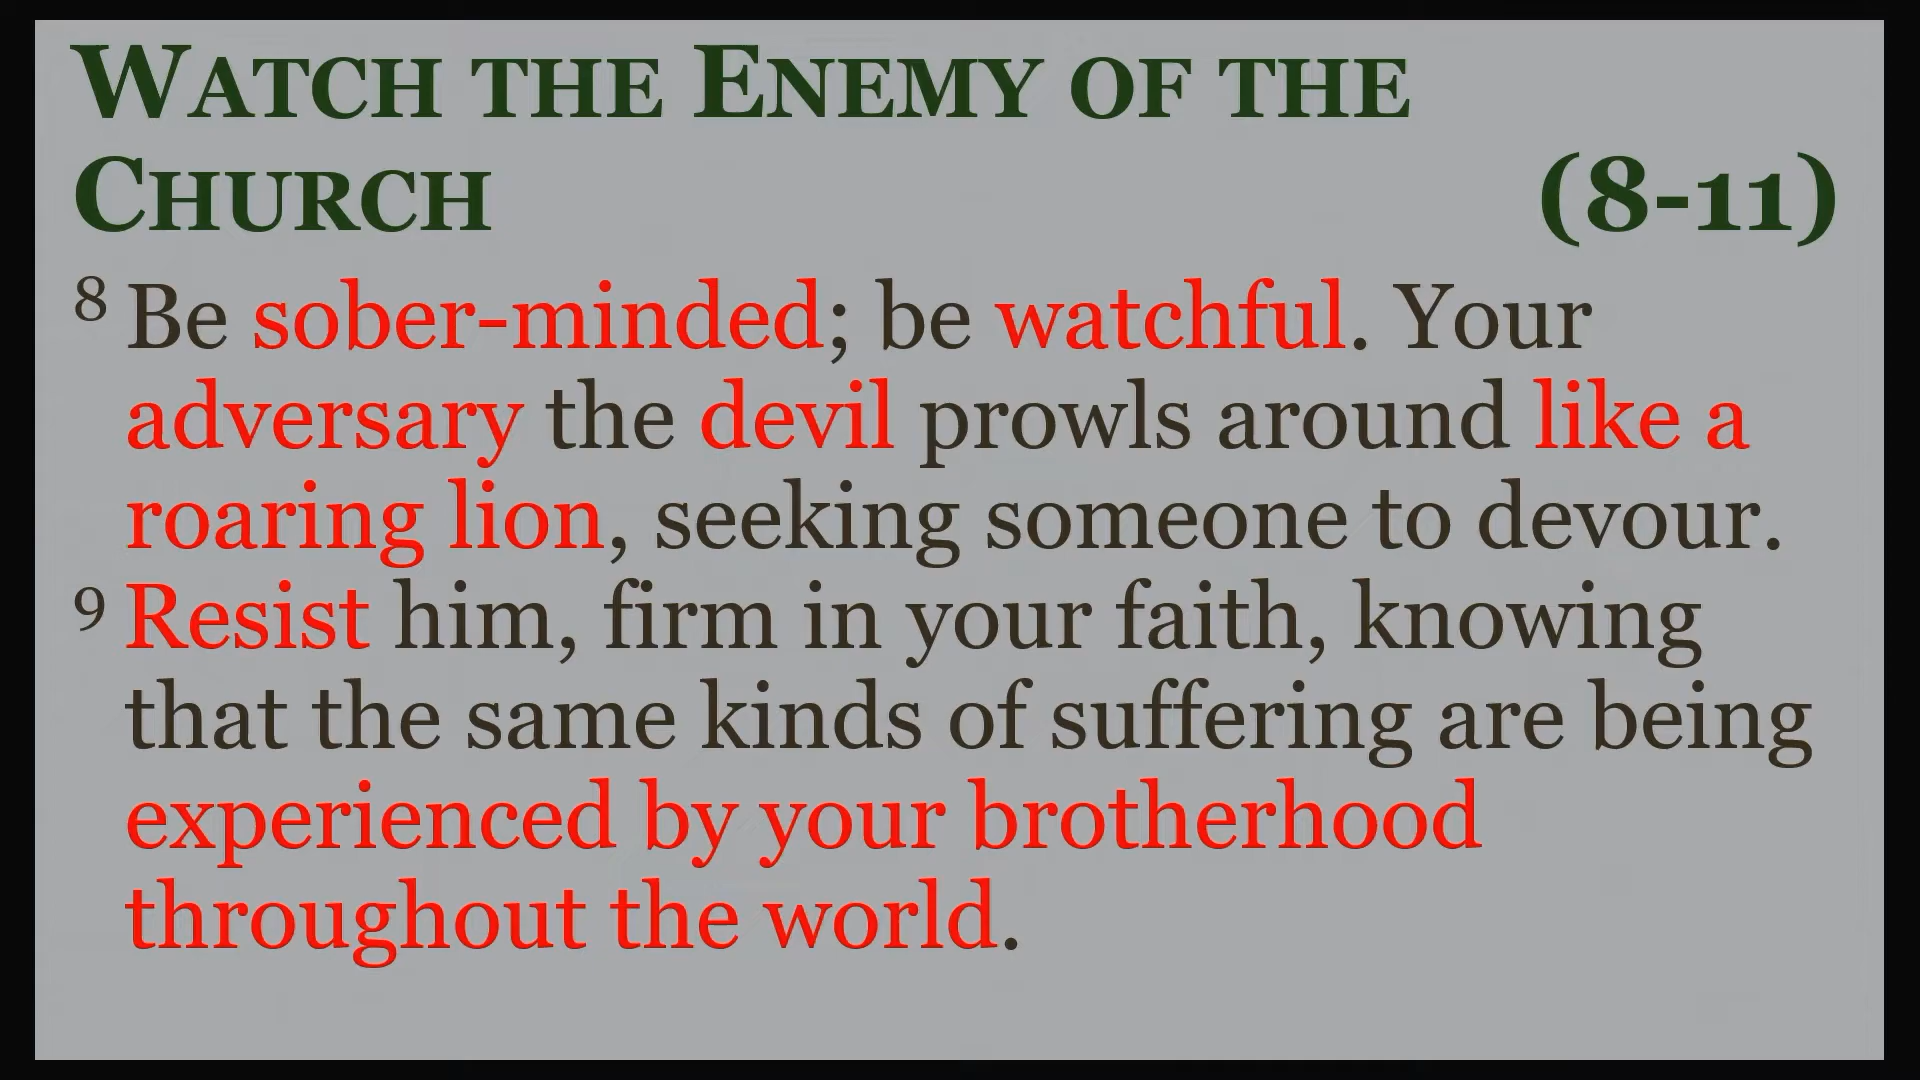 WATCH THE ENEMY OF THE
CHURCH (8-11)
8 Be sober-minded; be watchful. Your
adversary the devil prowls around like a
roaring lion, seeking someone to devour.
9 Resist him, firm in your faith, knowing
that the same kinds of suffering are being
experienced by your brotherhood
throughout the world.